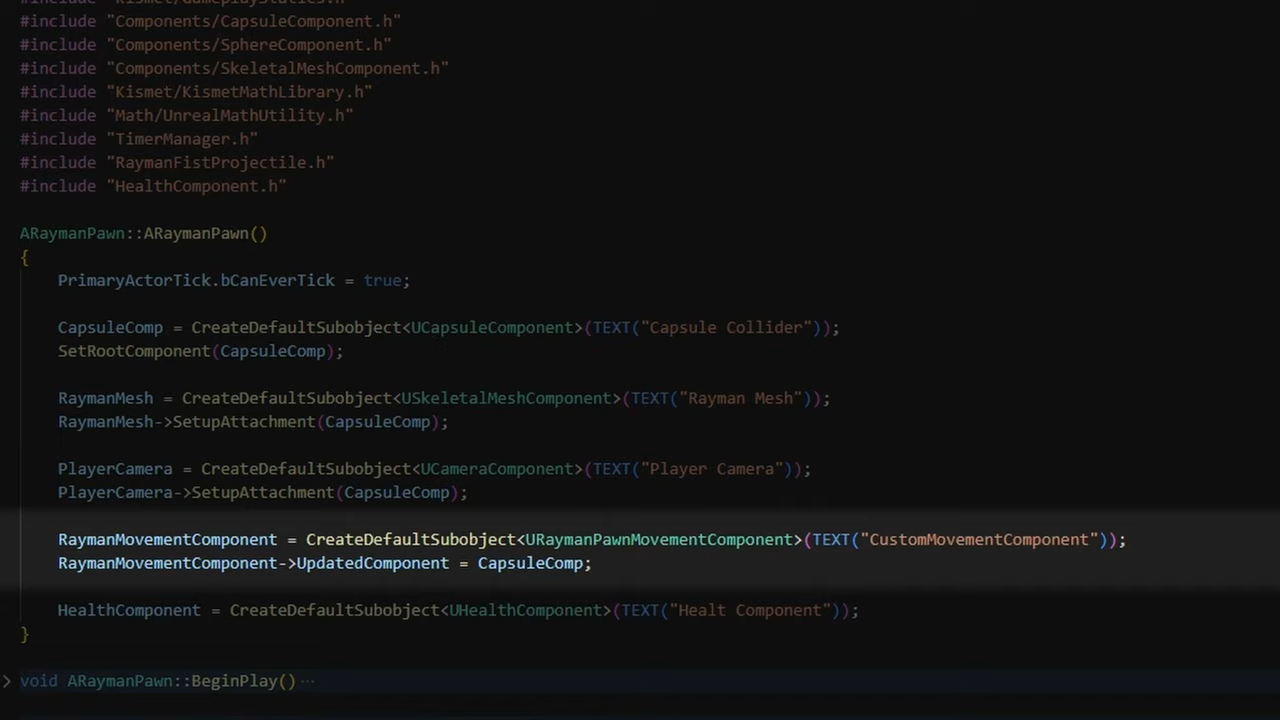 #include "Kismet/GameplayStatics.h"
#include "Components/CapsuleComponent.h"
#include "Components/SphereComponent.h"
#include "Components/SkeletalMeshComponent.h"
#include "Kismet/KismetMathLibrary.h"
#include "Math/UnrealMathUtility.h"
#include "TimerManager.h"
#include "RaymanFistProjectile.h"
#include "HealthComponent.h"
ARaymanPawn::ARaymanPawn()
{
PrimaryActorTick.bCanEverTick = true;
CapsuleComp = CreateDefaultSubobject<UCapsuleComponent>(TEXT("Capsule Collider"));
SetRootComponent(CapsuleComp);
RaymanMesh = CreateDefaultSubobject<USkeletalMeshComponent>(TEXT("Rayman Mesh"));
RaymanMesh->SetupAttachment(CapsuleComp);
PlayerCamera = CreateDefaultSubobject<UCameraComponent>(TEXT("Player Camera"));
PlayerCamera->SetupAttachment(CapsuleComp);
RaymanMovementComponent = CreateDefaultSubobject<URaymanPawnMovementComponent>(TEXT("CustomMovementComponent"));
RaymanMovementComponent->UpdatedComponent = CapsuleComp;
HealthComponent = CreateDefaultSubobject<UHealthComponent>(TEXT("Healt Component"));
}
void ARaymanPawn::BeginPlay()···